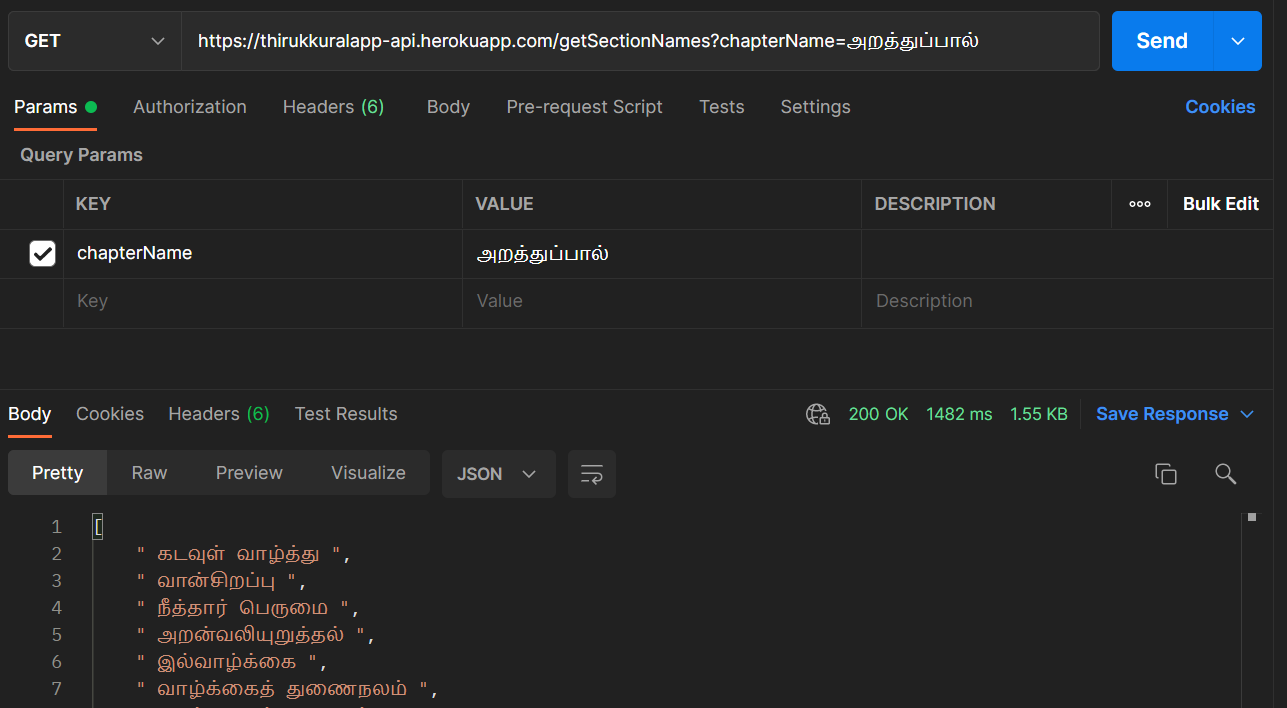 GET https://thirukkuralapp-api.herokuapp.com/getSectionNames?chapterName=அறத்துப்பால் Send
Params Authorization Headers (6) Body Pre-request Script Tests Settings Cookies
Query Params
KEY VALUE DESCRIPTION ooo Bulk Edit
chapterName அறத்துப்பால்
Key Value Description
Body Cookies Headers (6) Test Results 200 OK 1482 ms 1.55 KB Save Response
Pretty Raw Preview Visualize JSON
1 [
2 " கடவுள் வாழ்த்து ",
3 " வான்சிறப்பு ",
4 " நீத்தார் பெருமை ",
5 " அறன்வலியுறுத்தல் ",
6 " இல்வாழ்க்கை ",
7 " வாழ்க்கைத் துணைநலம் ",